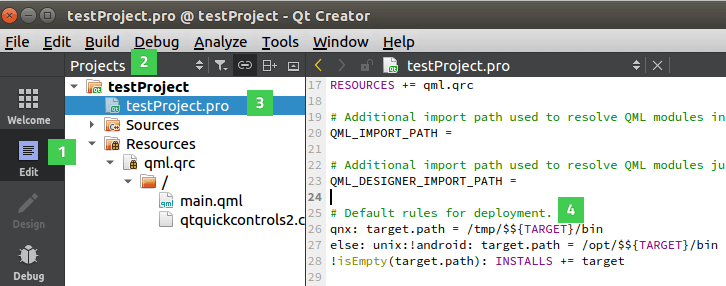 testProject.pro @ testProject - Qt Creator
File Edit Build Debug Analyze Tools Window Help
Projects 2 testProject.pro
Welcome
1
Edit
Design
Debug
testProject
testProject.pro 3
Sources
Resources
qml.qrc
/
main.qml
qtquickcontrols2.c
17 RESOURCES += qml.qrc
18
19 # Additional import path used to resolve QML modules in
20 QML_IMPORT_PATH =
21
22 # Additional import path used to resolve QML modules ju
23 QML_DESIGNER_IMPORT_PATH =
24
25 # Default rules for deployment. 4
26 qnx: target.path = /tmp/$${TARGET}/bin
27 else: unix:!android: target.path = /opt/$${TARGET}/bin
28 !isEmpty(target.path): INSTALLS += target
29